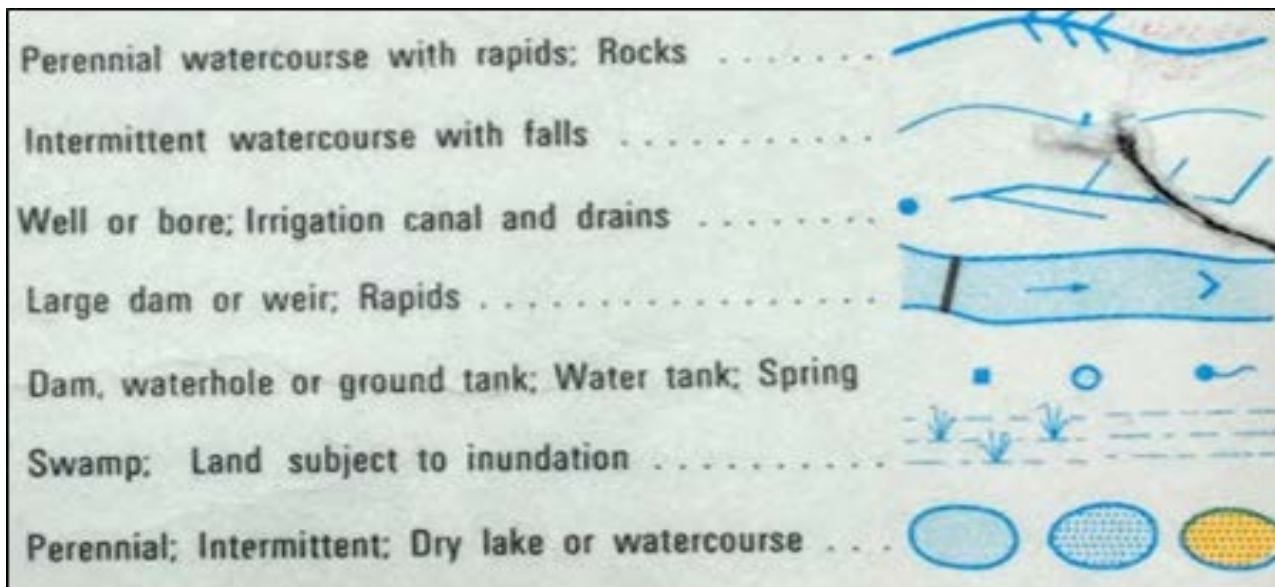 Perennial watercourse with rapids: Rocks . . . . . . .
Intermittent watercourse with falls . . . . . . . . . . .
Well or bore; Irrigation canal and drains . . . . . . . .
Large dam or weir; Rapids . . . . . . . . . . . . . . . . .
Dam, waterhole or ground tank; Water tank; Spring
Swamp; Land subject to inundation . . . . . . . . . .
Perennial; Intermittent; Dry lake or watercourse . . .